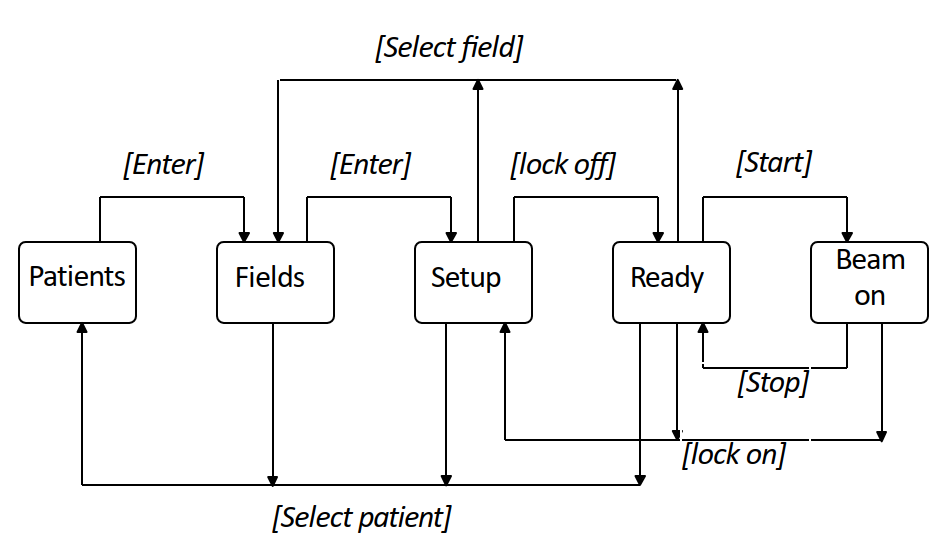 [Select field]
[Enter]
[Enter]
[lock off]
[Start]
Patients
Fields
Setup
Ready
Beam
on
[Stop]
[lock on]
[Select patient]